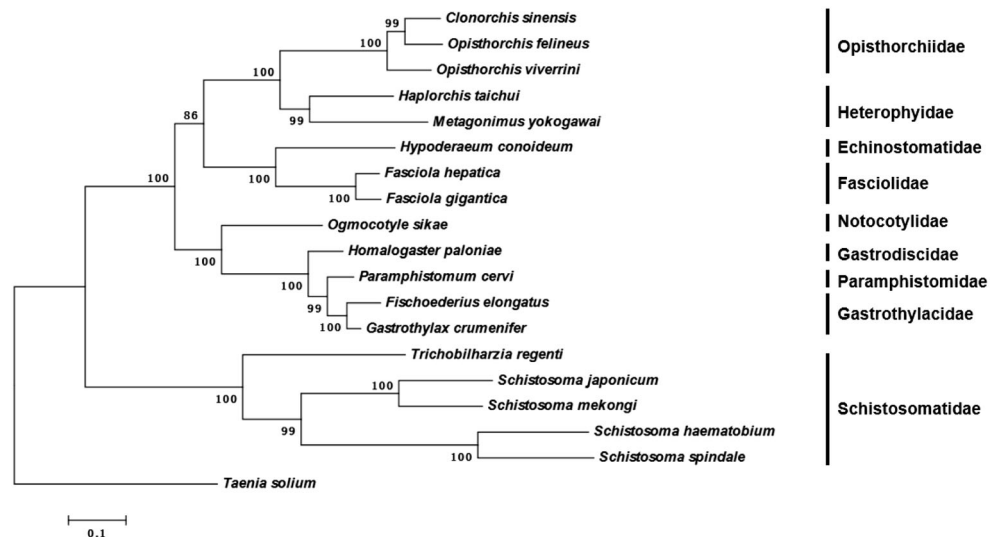 99
Clonorchis sinensis
Opisthorchis felineus
100
Opisthorchis viverrini
Opisthorchiidae
100
Haplorchis taichui
99
Metagonimus yokogawai
Heterophyidae
86
Hypoderaeum conoideum
Echinostomatidae
100
Fasciola hepatica
100
Fasciola gigantica
Fasciolidae
100
Ogmocotyle sikae
Notocotylidae
100
Homalogaster paloniae
Gastrodiscidae
100
Paramphistomum cervi
Paramphistomidae
99
Fischoederius elongatus
100
Gastrothylax crumenifer
Gastrothylacidae
Trichobilharzia regenti
100
100
Schistosoma japonicum
Schistosoma mekongi
Schistosomatidae
99
Schistosoma haematobium
100
Schistosoma spindale
Taenia solium
0.1